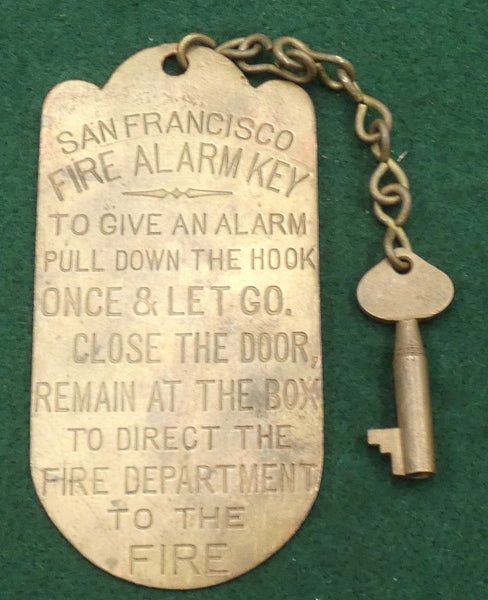 SAN FRANCISCO
FIRE ALARM KEY
TO GIVE AN ALARM
PULL DOWN THE HOOK
ONCE & LET GO.
CLOSE THE DOOR,
REMAIN AT THE BOX
TO DIRECT THE
FIRE DEPARTMENT
TO THE
FIRE